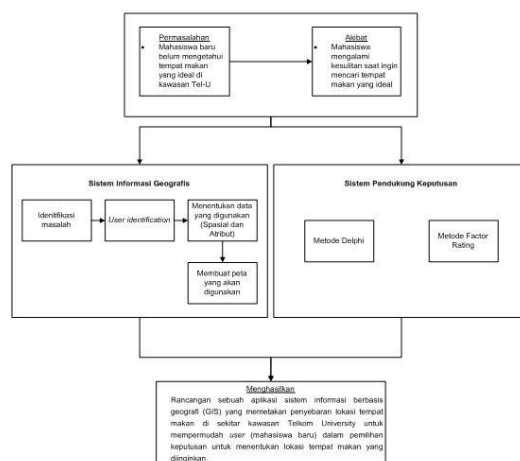 Permasalahan
• Mahasiswa baru
belum mengetahui
tempat makan
yang ideal di
kawasan Tel-U
Akibat
• Mahasiswa
mengalami
kesulitan saat ingin
mencari tempat
makan yang ideal
Sistem Informasi Geografis
Identifikasi
masalah
User identification
Menentukan data
yang digunakan
(Spasial dan
Atribut)
Membuat peta
yang akan
digunakan
Sistem Pendukung Keputusan
Metode Delphi
Metode Factor
Rating
Menghasilkan
Rancangan sebuah aplikasi sistem informasi berbasis
geografi (GIS) yang memetakan penyebaran lokasi tempat
makan di sekitar kawasan Telkom University untuk
mempermudah user (mahasiswa baru) dalam pemilihan
keputusan untuk menentukan lokasi tempat makan yang
diinginkan.